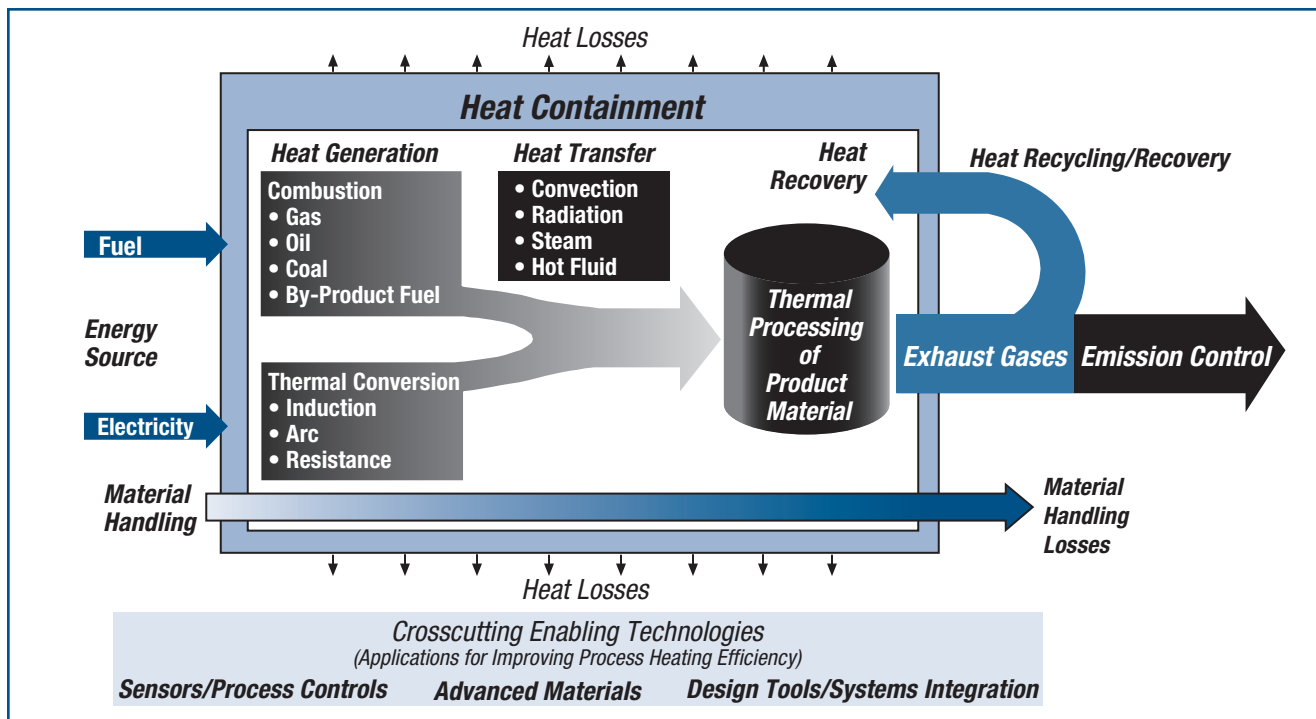 Heat Losses
Heat Containment
Heat Generation
Combustion
• Gas
• Oil
• Coal
• By-Product Fuel
Heat Transfer
• Convection
• Radiation
• Steam
• Hot Fluid
Heat
Recovery
Heat Recycling/Recovery
Fuel
Energy
Source
Electricity
Thermal Conversion
• Induction
• Arc
• Resistance
Thermal
Processing
of
Product
Material
Exhaust Gases
Emission Control
Material
Handling
Material
Handling
Losses
Heat Losses
Crosscutting Enabling Technologies
(Applications for Improving Process Heating Efficiency)
Sensors/Process Controls
Advanced Materials
Design Tools/Systems Integration